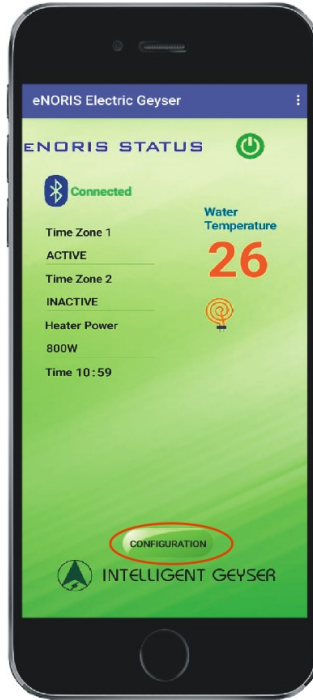 eNORIS Electric Geyser
ENORIS STATUS
Connected
Water
Temperature
26
Time Zone 1
ACTIVE
Time Zone 2
INACTIVE
Heater Power
800W
Time 10:59
CONFIGURATION
INTELLIGENT GEYSER